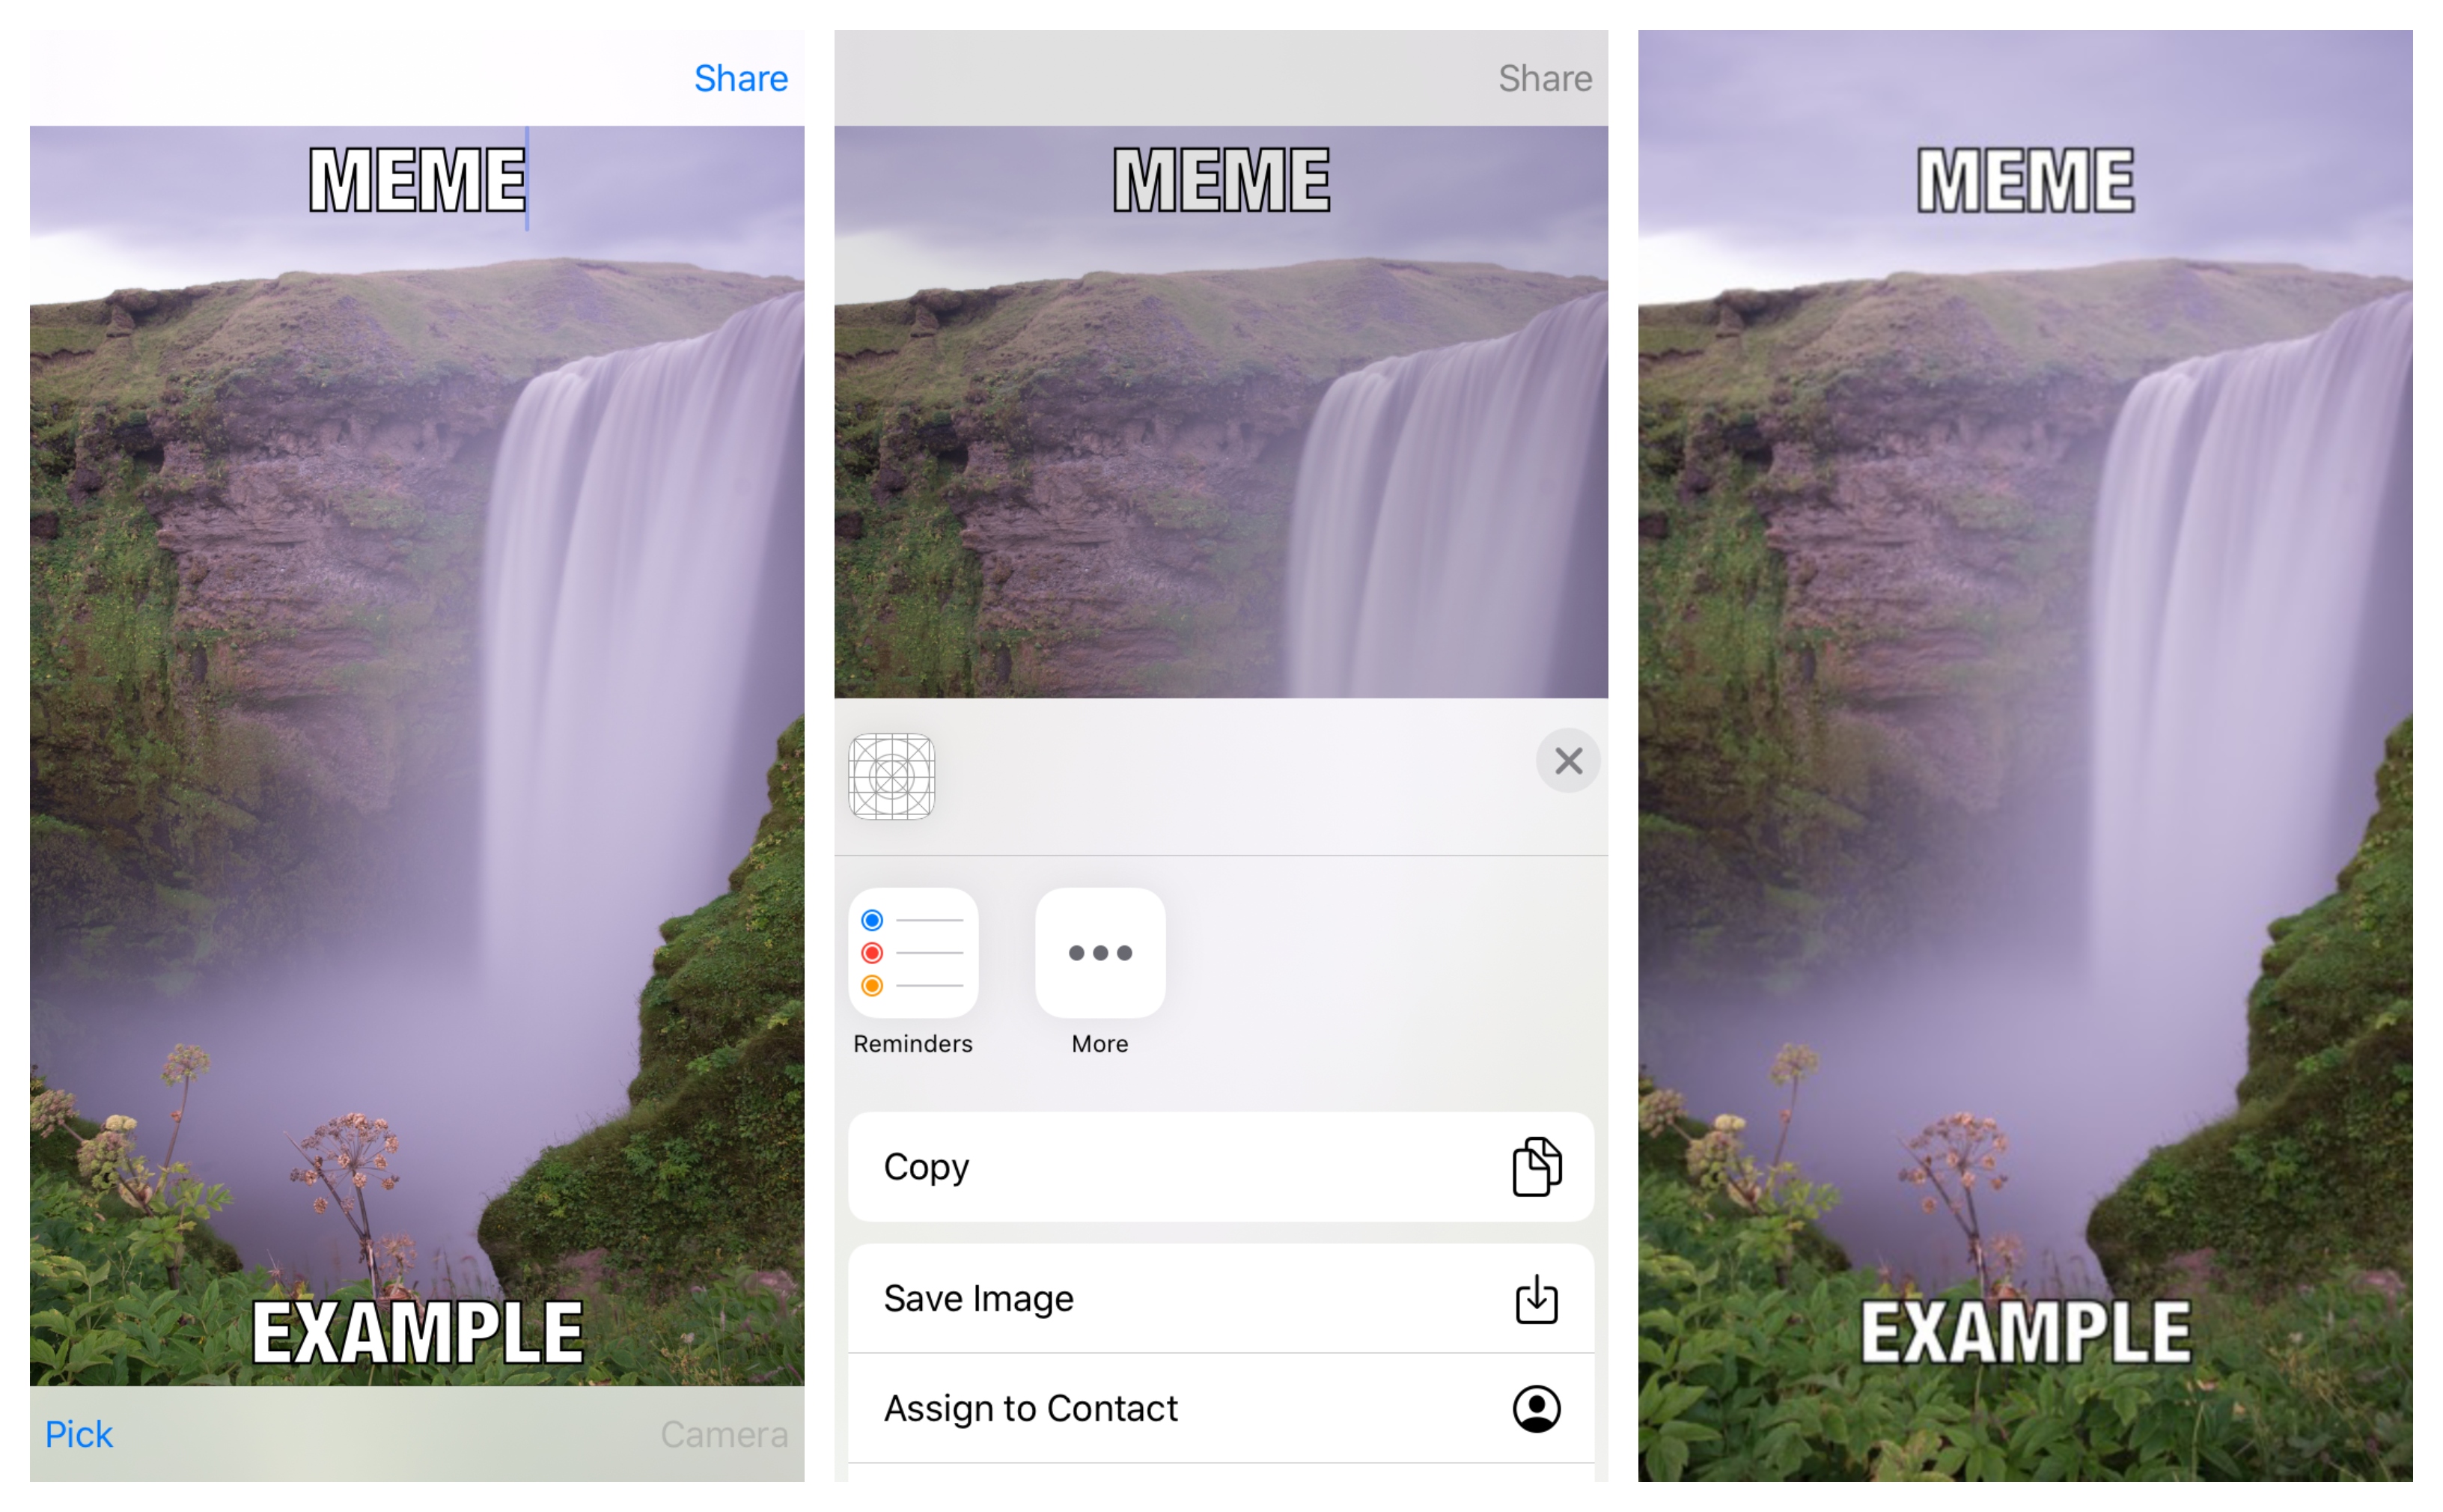 Share
MEME
EXAMPLE
Pick
Camera
Share
MEME
Reminders
More
Copy
Save Image
Assign to Contact
MEME
EXAMPLE